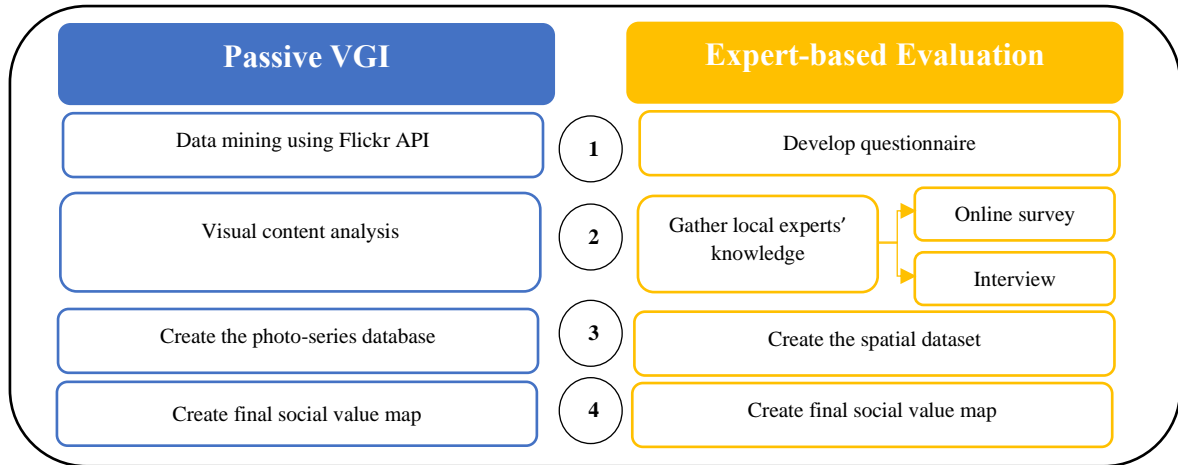 Passive VGI
Expert-based Evaluation
Data mining using Flickr API
1
Develop questionnaire
Visual content analysis
2
Gather local experts’
knowledge
Online survey
Interview
Create the photo-series database
3
Create the spatial dataset
Create final social value map
4
Create final social value map